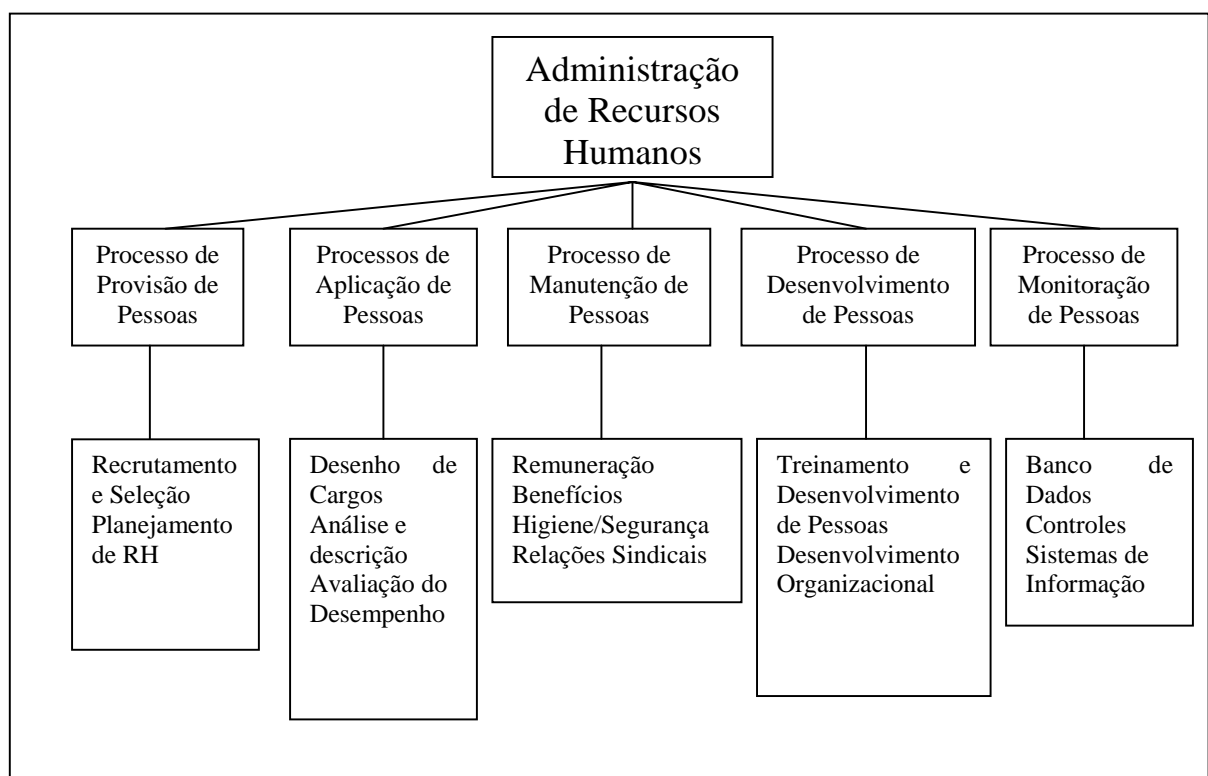 Administração
de Recursos
Humanos
Processo de
Provisão de
Pessoas
Processos de
Aplicação de
Pessoas
Processo de
Manutenção de
Pessoas
Processo de
Desenvolvimento
de Pessoas
Processo de
Monitoração
de Pessoas
Recrutamento
e Seleção
Planejamento
de RH
Desenho de
Cargos
Análise e
descrição
Avaliação do
Desempenho
Remuneração
Benefícios
Higiene/Segurança
Relações Sindicais
Treinamento e
Desenvolvimento
de Pessoas
Desenvolvimento
Organizacional
Banco de
Dados
Controles
Sistemas de
Informação